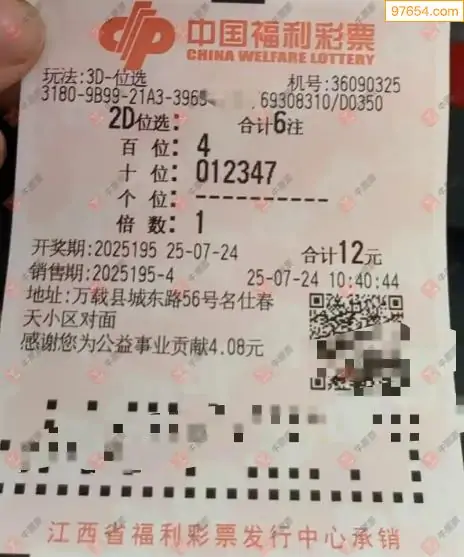 97654.com
中国福利彩票
CHINA WELFARE LOTTERY
玩法:3D-位选 机号:36090325
3180-9B99-21A3-396 .69308310/D0350
2D位选: 合计6注
百 位: 4
十 位: 012347
个 位: -----------
倍 数: 1
开奖期:2025195 25-07-24 合计12元
销售期:2025195-4 25-07-24 10:40:44
地址:万载县城东路56号名仕春
天小区对面
感谢您为公益事业贡献4.08元
江西省福利彩票发行中心承销